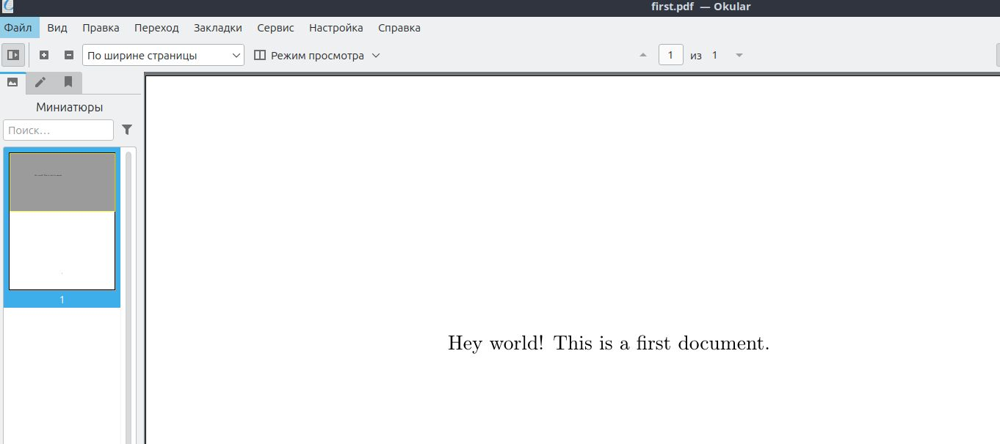 first.pdf — Okular
Файл Вид Правка Переход Закладки Сервис Настройка Справка
По ширине страницы Режим просмотра 1 из 1
Миниатюры
Поиск...
1
Hey world! This is a first document.